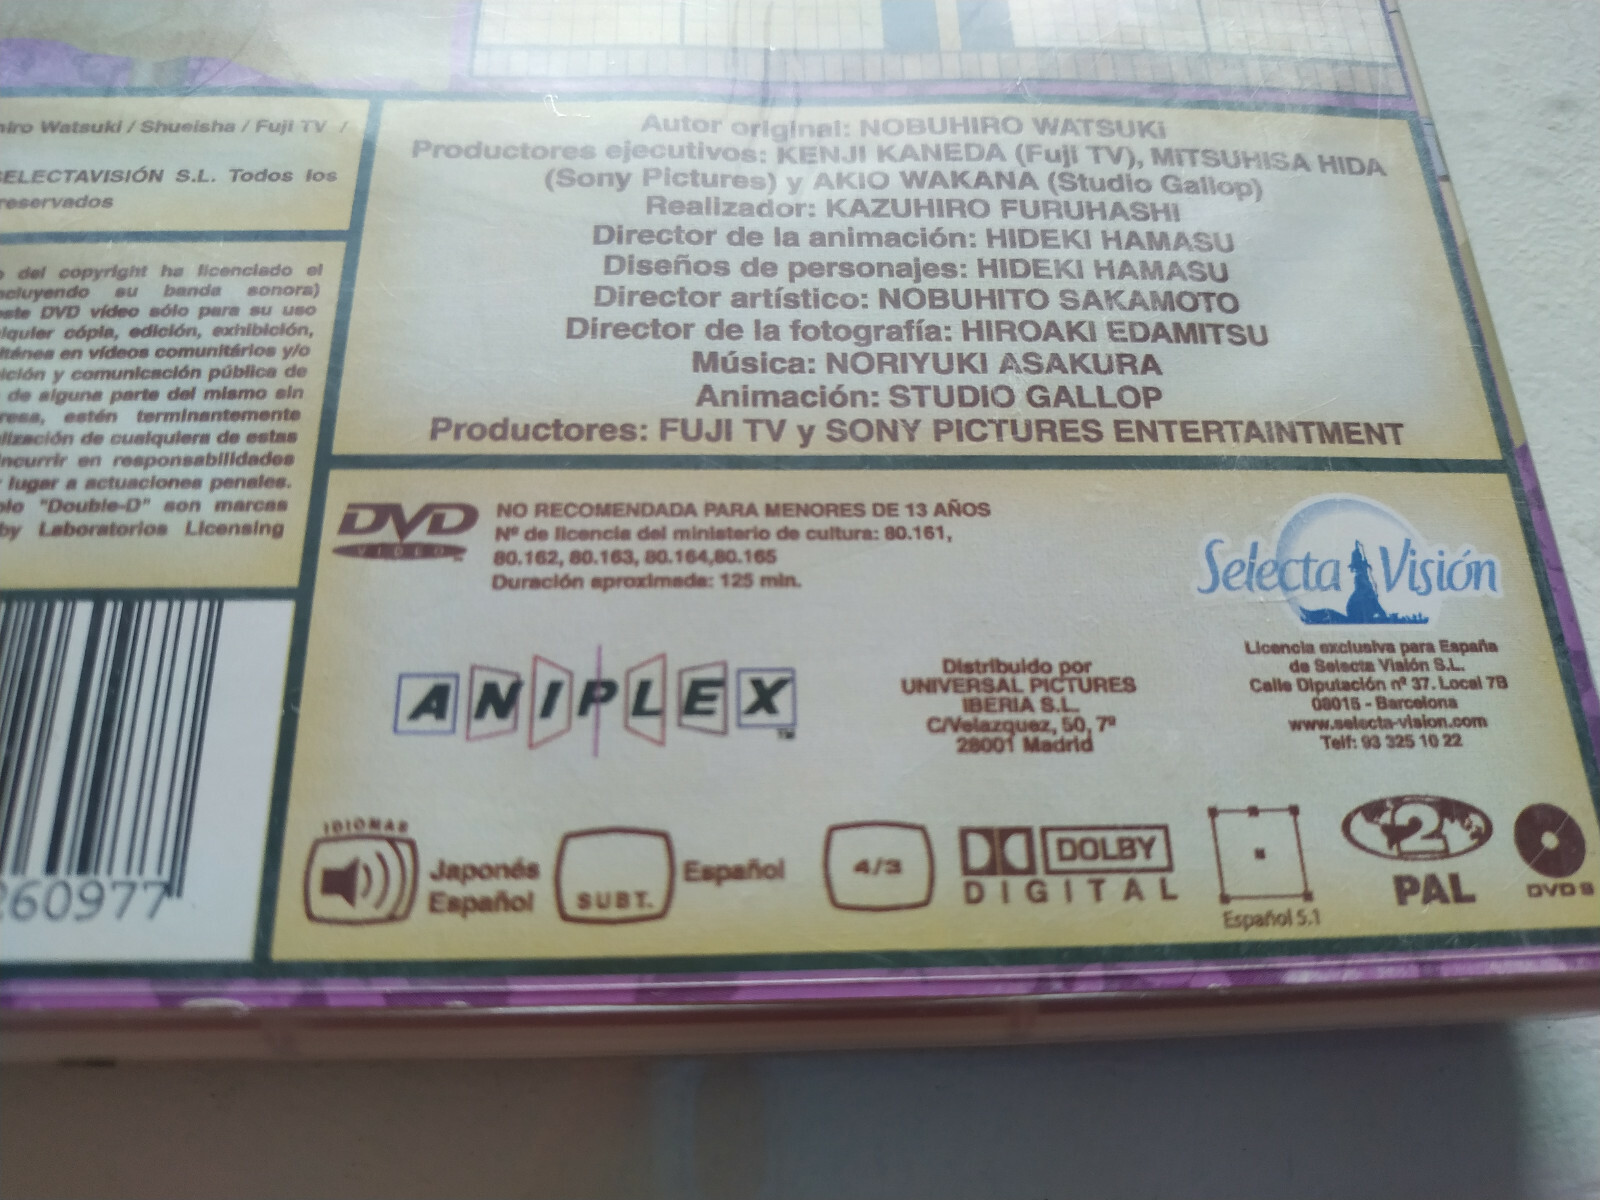 hiro Watsuki / Shueisha / Fuji TV /
SELECTAVISIÓN S.L. Todos los
reservados
del copyright ha licenciado el
su banda sonora)
este DVD vídeo sólo para su uso
cópia, edición, exhibición,
en vídeos comunitários y/o
y comunicación pública de
de alguna parte del mismo sin
estén terminantemente
de cualquiera de estas
incurrir en responsabilidades
lugar a actuaciones penales.
"Double-D" son marcas
by Laboratorios Licensing
260977
Autor original: NOBUHIRO WATSUKi
Productores ejecutivos: KENJI KANEDA (Fuji TV), MITSUHISA HIDA
(Sony Pictures) y AKIO WAKANA (Studio Gallop)
Realizador: KAZUHIRO FURUHASHI
Director de la animación: HIDEKI HAMASU
Diseños de personajes: HIDEKI HAMASU
Director artístico: NOBUHITO SAKAMOTO
Director de la fotografía: HIROAKI EDAMITSU
Música: NORIYUKI ASAKURA
Animación: STUDIO GALLOP
Productores: FUJI TV y SONY PICTURES ENTERTAINTMENT
DVD
VIDEO
NO RECOMENDADA PARA MENORES DE 13 AÑOS
Nº de licencia del ministerio de cultura: 80.161,
80.162, 80.163, 80.164,80.165
Duración aproximada: 125 min.
Selecta Visión
ANIPLEX
TM
Distribuido por
UNIVERSAL PICTURES
IBERIA S.L.
C/Velazquez, 50, 7º
28001 Madrid
Licencia exclusiva para España
de Selecta Visión S.L.
Calle Diputación nº 37. Local 7B
08015 - Barcelona
www.selecta-vision.com
Telf: 93 325 10 22
IDIOMAS
Japonés
Español
SUBT.
Español
4/3
DOLBY
DIGITAL
Español 5.1
2
PAL
DVD 9